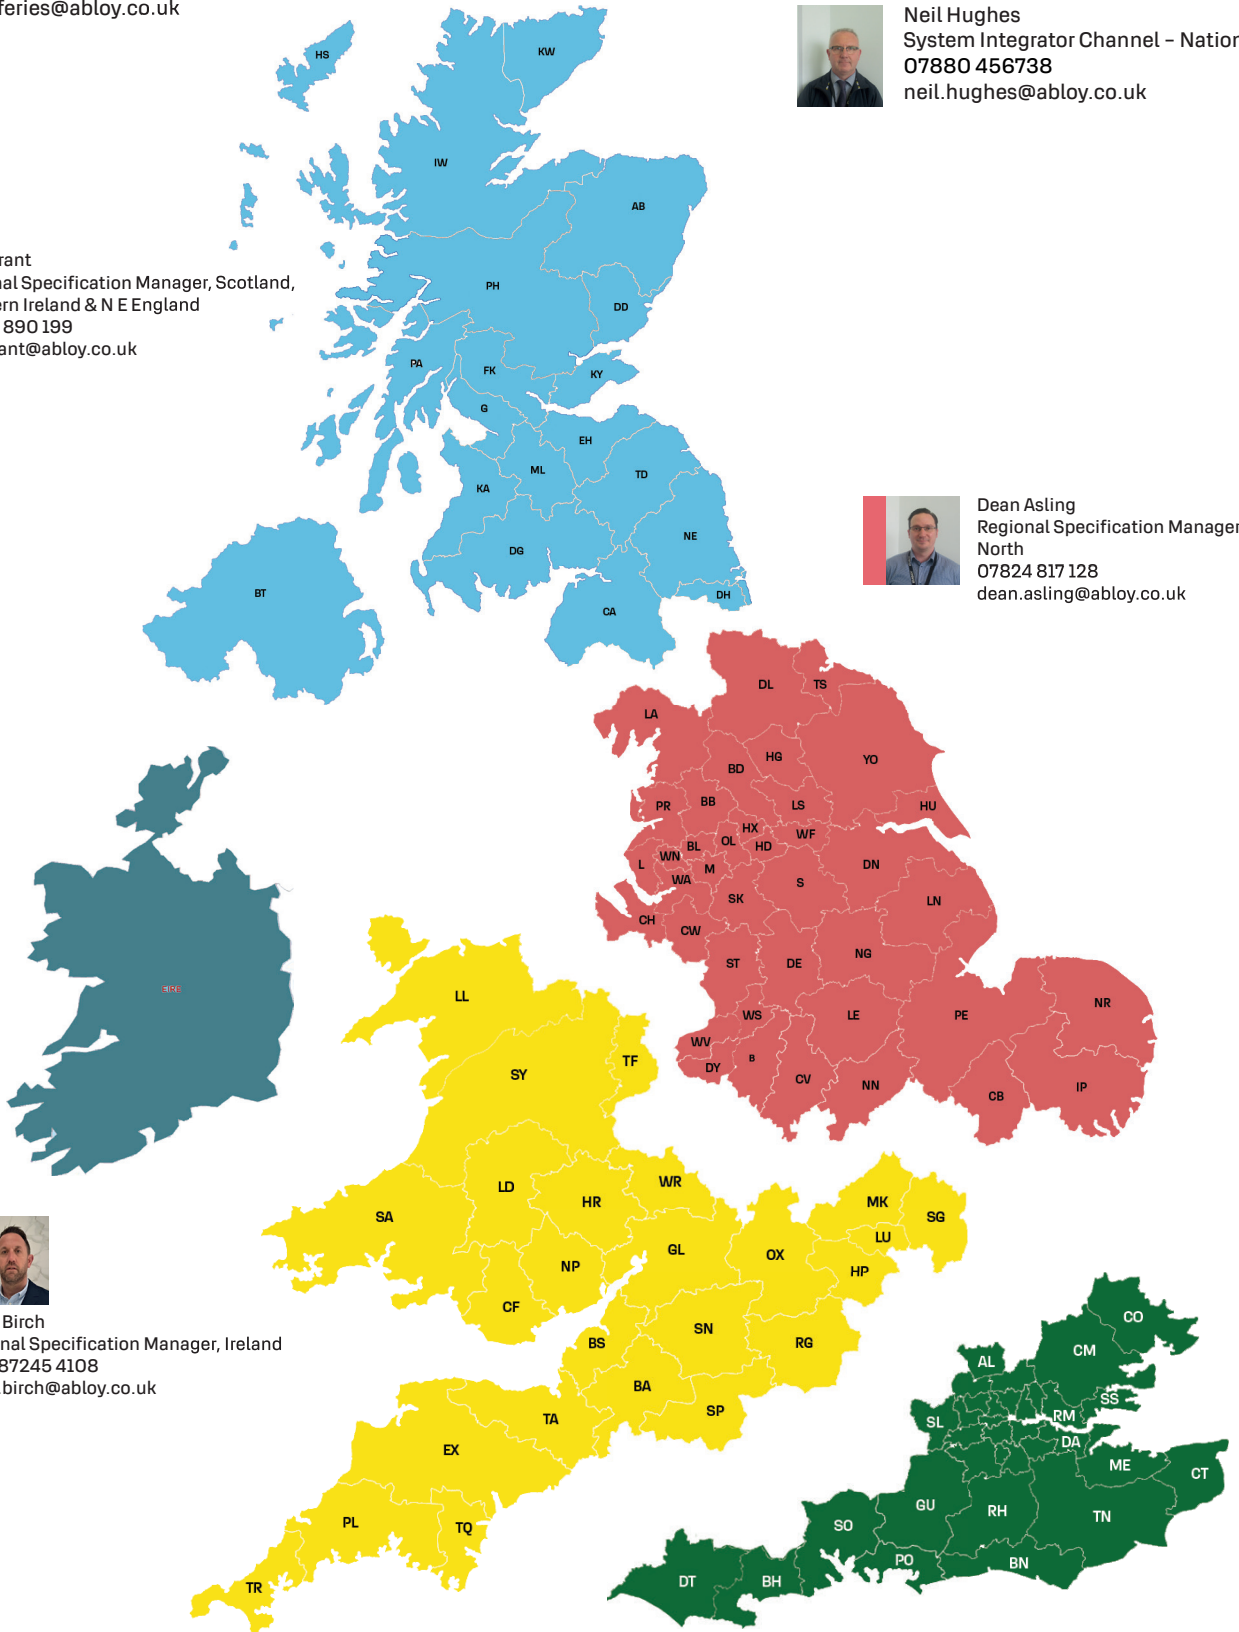 feries@abloy.co.uk
Neil Hughes
System Integrator Channel – Nation
07880 456738
neil.hughes@abloy.co.uk
HS
KW
IW
AB
rant
nal Specification Manager, Scotland,
ern Ireland & N E England
890 199
ant@abloy.co.uk
PH
DD
PA
FK
KY
G
EH
ML
TD
KA
DG
NE
BT
CA
DH
Dean Asling
Regional Specification Manager
North
07824 817 128
dean.asling@abloy.co.uk
DL
TS
LA
HG
BD
YO
PR
BB
LS
HU
HX
WF
OL
BL
HD
WN
L
M
DN
WA
S
SK
LN
CH
CW
ST
DE
NG
EIRE
LL
WS
LE
PE
NR
WV
B
DY
CV
NN
CB
IP
TF
SY
LD
HR
WR
SA
MK
SG
NP
GL
OX
LU
HP
CF
BS
SN
RG
BA
SP
TA
EX
PL
TQ
TR
Birch
nal Specification Manager, Ireland
87245 4108
.birch@abloy.co.uk
CO
CM
AL
SS
SL
RM
DA
ME
CT
GU
RH
TN
SO
PO
BN
DT
BH